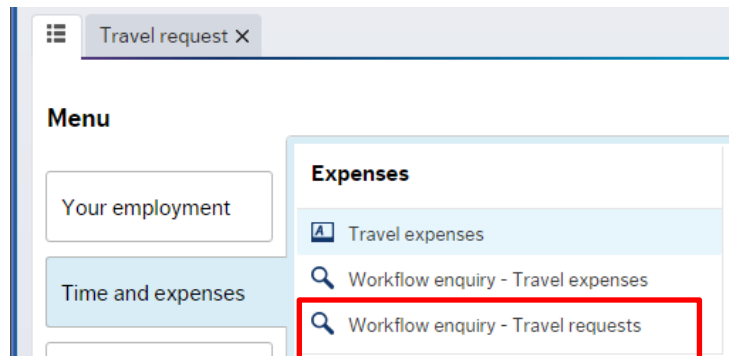 Travel request X
Menu
Your employment
Time and expenses
Expenses
Travel expenses
Workflow enquiry - Travel expenses
Workflow enquiry - Travel requests